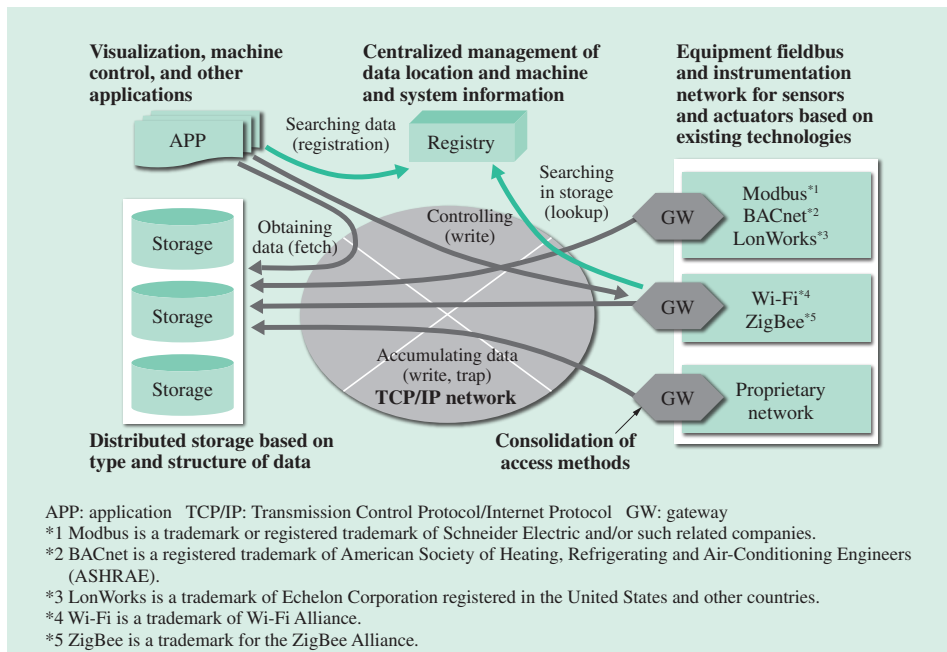 Visualization, machine
control, and other
applications
Centralized management of
data location and machine
and system information
Equipment fieldbus
and instrumentation
network for sensors
and actuators based on
existing technologies
APP
Searching data
(registration)
Registry
Searching
in storage
(lookup)
Storage
Storage
Storage
Obtaining
data (fetch)
Controlling
(write)
GW
Modbus*1
BACnet*2
LonWorks*3
GW
Wi-Fi*4
ZigBee*5
Accumulating data
(write, trap)
TCP/IP network
GW
Proprietary
network
Distributed storage based on
type and structure of data
Consolidation of
access methods
APP: application TCP/IP: Transmission Control Protocol/Internet Protocol GW: gateway
*1 Modbus is a trademark or registered trademark of Schneider Electric and/or such related companies.
*2 BACnet is a registered trademark of American Society of Heating, Refrigerating and Air-Conditioning Engineers
(ASHRAE).
*3 LonWorks is a trademark of Echelon Corporation registered in the United States and other countries.
*4 Wi-Fi is a trademark of Wi-Fi Alliance.
*5 ZigBee is a trademark for the ZigBee Alliance.